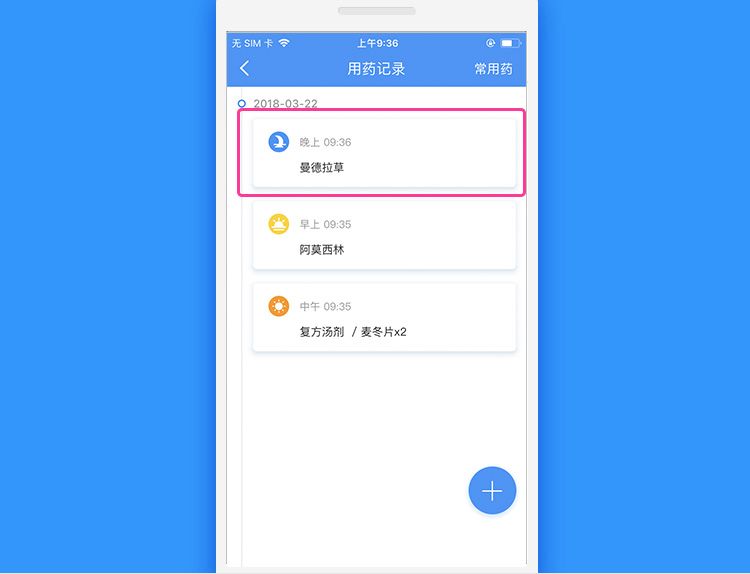 无 SIM 卡 上午9:36
用药记录 常用药
2018-03-22
晚上 09:36
曼德拉草
早上 09:35
阿莫西林
中午 09:35
复方汤剂 / 麦冬片x2